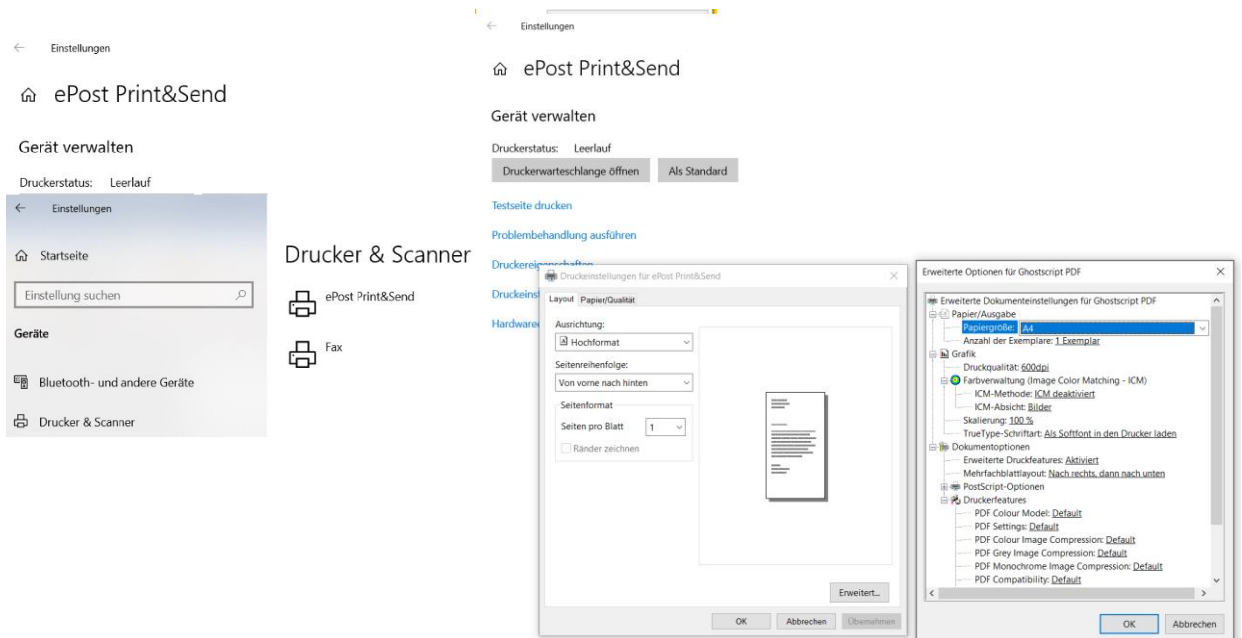 Einstellungen
ePost Print&Send
Gerät verwalten
Druckerstatus: Leerlauf
Einstellungen
Startseite
Einstellung suchen
Geräte
Bluetooth- und andere Geräte
Drucker & Scanner
Drucker & Scanner
ePost Print&Send
Fax
Einstellungen
ePost Print&Send
Gerät verwalten
Druckerstatus: Leerlauf
Druckerwarteschlange öffnen
Als Standard
Testseite drucken
Problembehandlung ausführen
Druckereigenschaften
Druckeins
Hardware
Druckeinstellungen für ePost Print&Send
Layout Papier/Qualität
Ausrichtung:
Hochformat
Seitenreihenfolge:
Von vorne nach hinten
Seitenformat
Seiten pro Blatt 1
Ränder zeichnen
Erweitert...
OK Abbrechen Übernehmen
Erweiterte Optionen für Ghostscript PDF
Erweiterte Dokumenteinstellungen für Ghostscript PDF
Papier/Ausgabe
Papiergröße: A4
Anzahl der Exemplare: 1 Exemplar
Grafik
Druckqualität: 600dpi
Farbverwaltung (Image Color Matching - ICM)
ICM-Methode: ICM deaktiviert
ICM-Absicht: Bilder
Skalierung: 100 %
TrueType-Schriftart: Als Softfont in den Drucker laden
Dokumentoptionen
Erweiterte Druckfeatures: Aktiviert
Mehrfachblattlayout: Nach rechts, dann nach unten
PostScript-Optionen
Druckerfeatures
PDF Colour Model: Default
PDF Settings: Default
PDF Colour Image Compression: Default
PDF Grey Image Compression: Default
PDF Monochrome Image Compression: Default
PDF Compatibility: Default
OK Abbrechen